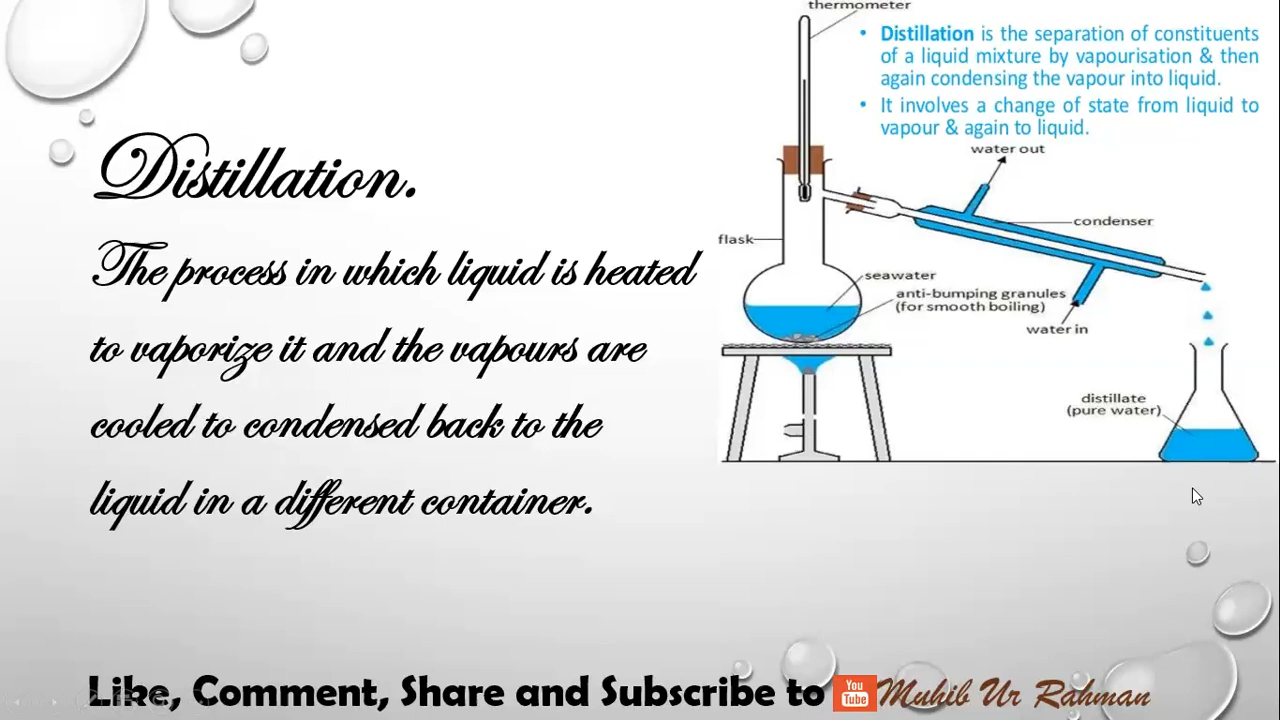 thermometer
• Distillation is the separation of constituents
of a liquid mixture by vapourisation & then
again condensing the vapour into liquid.
• It involves a change of state from liquid to
vapour & again to liquid.
water out
condenser
flask
seawater
anti-bumping granules
(for smooth boiling)
water in
distillate
(pure water)
Distillation.
The process in which liquid is heated
to vaporize it and the vapours are
cooled to condensed back to the
liquid in a different container.
Like, Comment, Share and Subscribe to You Tube Muhib Ur Rahman